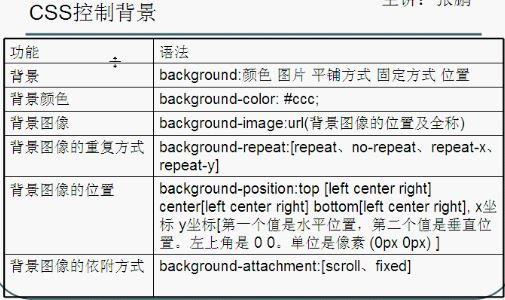 主讲：张鹏
CSS控制背景
功能 语法
背景 background:颜色 图片 平铺方式 固定方式 位置
背景颜色 background-color: #ccc;
背景图像 background-image:url(背景图像的位置及全称)
背景图像的重复方式 background-repeat:[repeat、no-repeat、repeat-x、
repeat-y]
背景图像的位置 background-position:top [left center right]
center[left center right] bottom[left center right], x坐
标 y坐标[第一个值是水平位置，第二个值是垂直位
置。左上角是 0 0。单位是像素 (0px 0px) ]
背景图像的依附方式 background-attachment:[scroll、fixed]